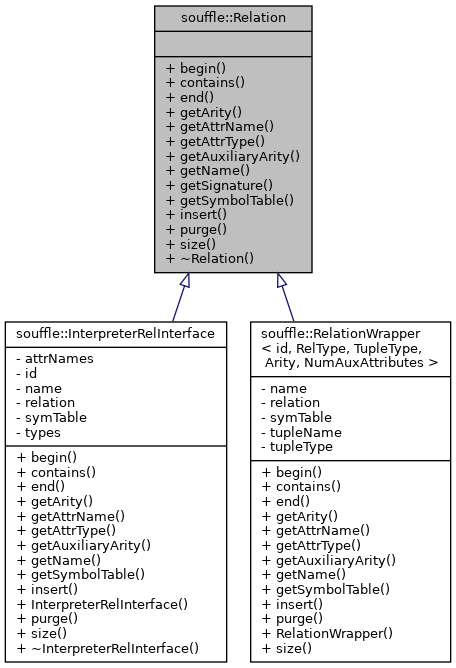 souffle::Relation
+ begin()
+ contains()
+ end()
+ getArity()
+ getAttrName()
+ getAttrType()
+ getAuxiliaryArity()
+ getName()
+ getSignature()
+ getSymbolTable()
+ insert()
+ purge()
+ size()
+ ~Relation()
souffle::InterpreterRelInterface
- attrNames
- id
- name
- relation
- symTable
- types
+ begin()
+ contains()
+ end()
+ getArity()
+ getAttrName()
+ getAttrType()
+ getAuxiliaryArity()
+ getName()
+ getSymbolTable()
+ insert()
+ InterpreterRelInterface()
+ purge()
+ size()
+ ~InterpreterRelInterface()
souffle::RelationWrapper
< id, RelType, TupleType,
Arity, NumAuxAttributes >
- name
- relation
- symTable
- tupleName
- tupleType
+ begin()
+ contains()
+ end()
+ getArity()
+ getAttrName()
+ getAttrType()
+ getAuxiliaryArity()
+ getName()
+ getSymbolTable()
+ insert()
+ purge()
+ RelationWrapper()
+ size()